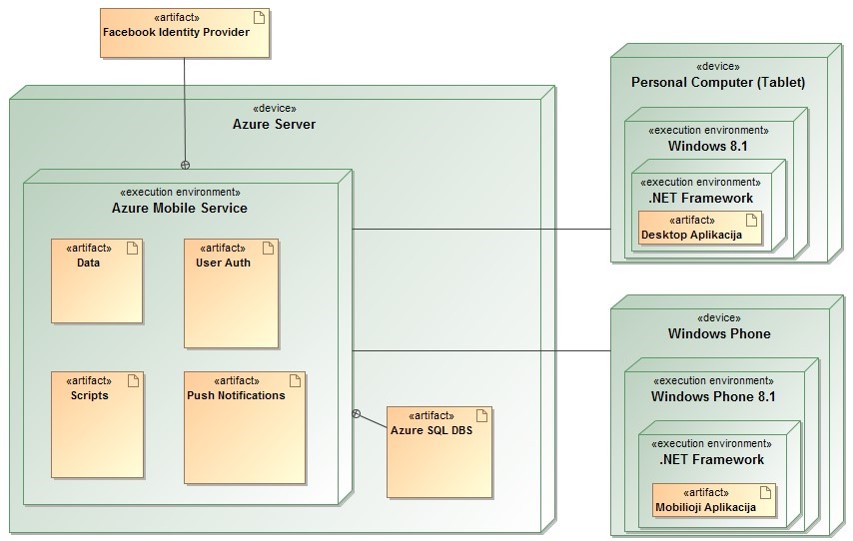 «artifact»
Facebook Identity Provider
«device»
Azure Server
«execution environment»
Azure Mobile Service
«artifact»
Data
«artifact»
User Auth
«artifact»
Scripts
«artifact»
Push Notifications
«artifact»
Azure SQL DBS
«device»
Personal Computer (Tablet)
«execution environment»
Windows 8.1
«execution environment»
.NET Framework
«artifact»
Desktop Aplikacija
«device»
Windows Phone
«execution environment»
Windows Phone 8.1
«execution environment»
.NET Framework
«artifact»
Mobilioji Aplikacija